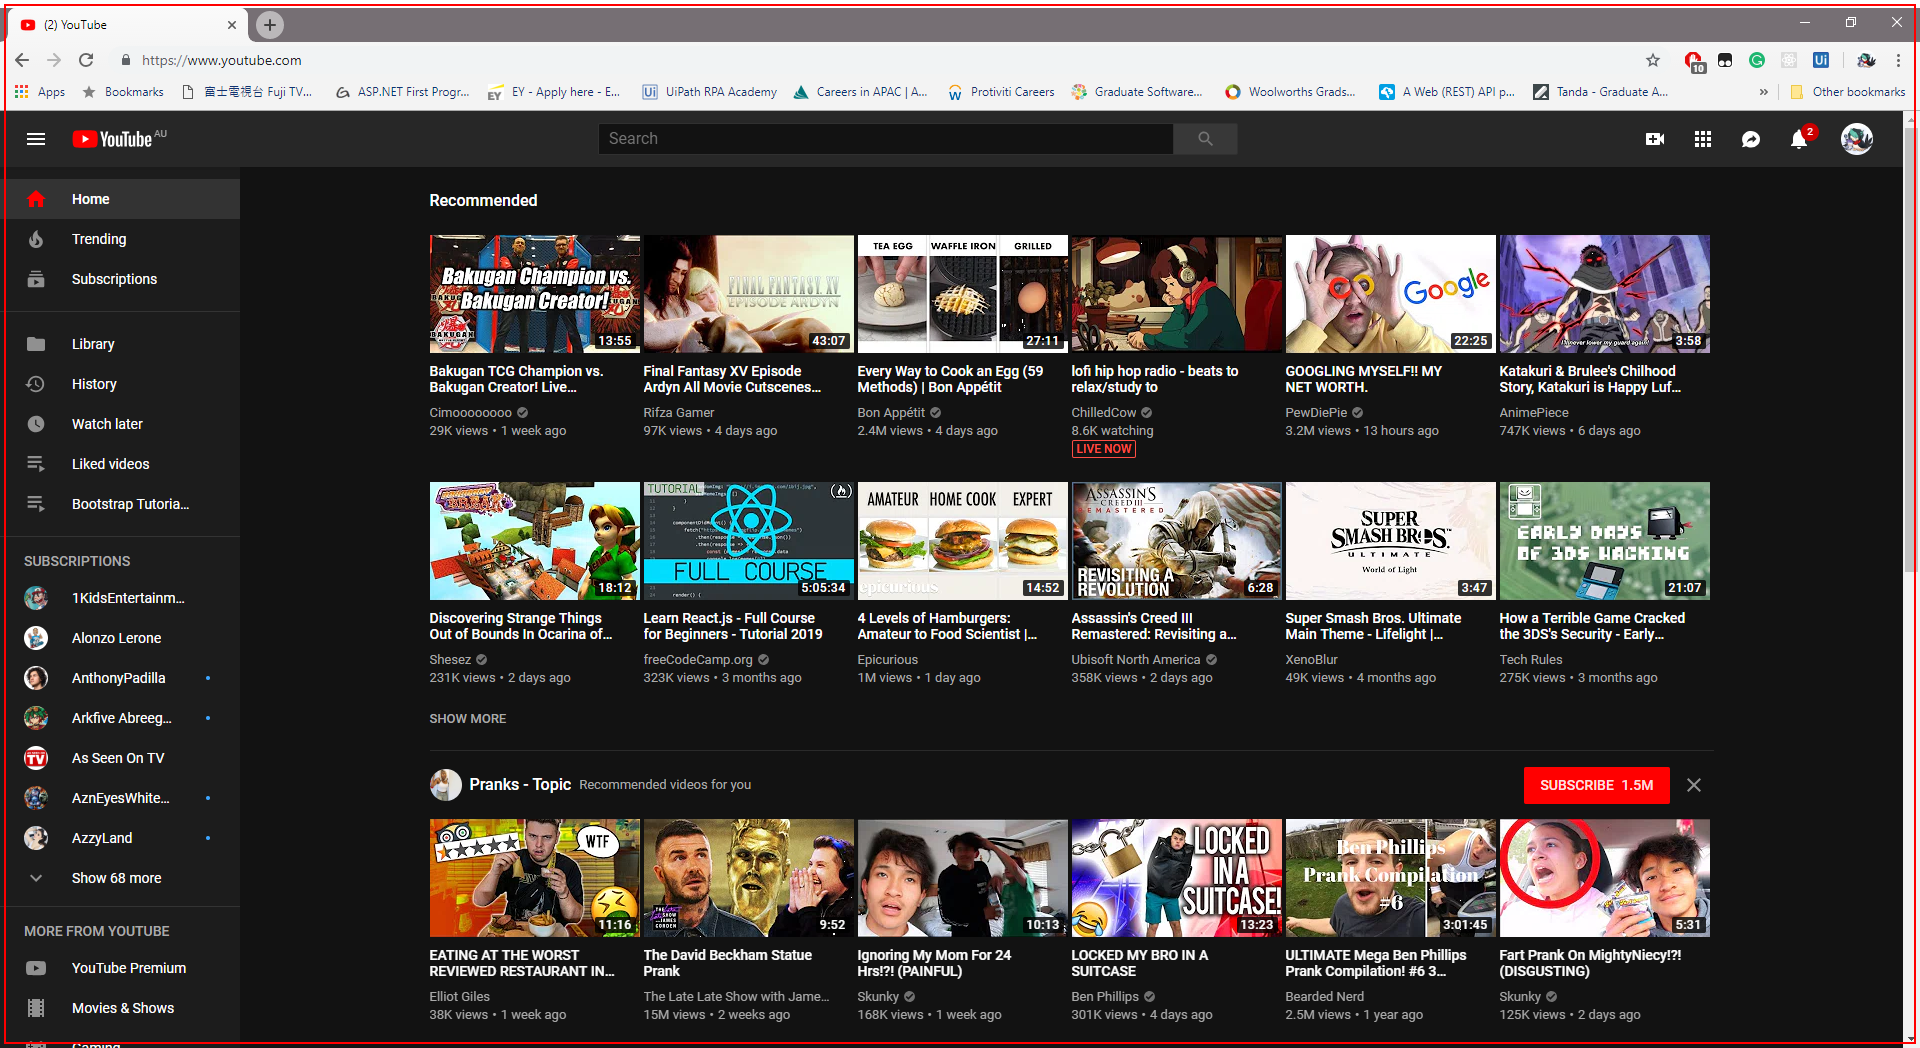 (2) YouTube
https://www.youtube.com
10
Ui
Apps
Bookmarks
富士電視台 Fuji TV...
ASP.NET First Progr...
EY - Apply here - E...
UiPath RPA Academy
Careers in APAC | A...
Protiviti Careers
Graduate Software...
Woolworths Grads...
A Web (REST) API p...
Tanda - Graduate A...
Other bookmarks
YouTube AU
Search
2
Home
Trending
Subscriptions
Library
History
Watch later
Liked videos
Bootstrap Tutoria...
SUBSCRIPTIONS
1KidsEntertainm...
Alonzo Lerone
AnthonyPadilla
Arkfive Abreeg...
As Seen On TV
AznEyesWhite...
AzzyLand
Show 68 more
MORE FROM YOUTUBE
YouTube Premium
Movies & Shows
Gaming
Recommended
Bakugan Champion vs.
Bakugan Creator!
13:55
Bakugan TCG Champion vs.
Bakugan Creator! Live...
Cimoooooooo
29K views • 1 week ago
FINAL FANTASY XV
EPISODE ARDYN
43:07
Final Fantasy XV Episode
Ardyn All Movie Cutscenes...
Rifza Gamer
97K views • 4 days ago
TEA EGG WAFFLE IRON GRILLED
27:11
Every Way to Cook an Egg (59
Methods) | Bon Appétit
Bon Appétit
2.4M views • 4 days ago
lofi hip hop radio - beats to
relax/study to
ChilledCow
8.6K watching
LIVE NOW
Google
22:25
GOOGLING MYSELF!! MY
NET WORTH.
PewDiePie
3.2M views • 13 hours ago
I'll never lower my guard again!
3:58
Katakuri & Brulee's Chilhood
Story, Katakuri is Happy Luf...
AnimePiece
747K views • 6 days ago
18:12
Discovering Strange Things
Out of Bounds In Ocarina of...
Shesez
231K views • 2 days ago
TUTORIAL
FULL COURSE
5:05:34
Learn React.js - Full Course
for Beginners - Tutorial 2019
freeCodeCamp.org
323K views • 3 months ago
AMATEUR HOME COOK EXPERT
epicurious
14:52
4 Levels of Hamburgers:
Amateur to Food Scientist |...
Epicurious
1M views • 1 day ago
ASSASSIN'S
CREED III
REMASTERED
REVISITING A
REVOLUTION
6:28
Assassin's Creed III
Remastered: Revisiting a...
Ubisoft North America
358K views • 2 days ago
SUPER
SMASH BROS.
ULTIMATE
World of Light
3:47
Super Smash Bros. Ultimate
Main Theme - Lifelight |...
XenoBlur
49K views • 4 months ago
EARLY DAYS
OF 3DS HACKING
21:07
How a Terrible Game Cracked
the 3DS's Security - Early...
Tech Rules
275K views • 3 months ago
SHOW MORE
Pranks - Topic Recommended videos for you
SUBSCRIBE 1.5M
WTF
11:16
EATING AT THE WORST
REVIEWED RESTAURANT IN...
Elliot Giles
38K views • 1 week ago
THE LATE LATE SHOW WITH JAMES CORDEN
9:52
The David Beckham Statue
Prank
The Late Late Show with Jame...
15M views • 2 weeks ago
10:13
Ignoring My Mom For 24
Hrs!?! (PAINFUL)
Skunky
168K views • 1 week ago
LOCKED
IN A
SUITCASE!
13:23
LOCKED MY BRO IN A
SUITCASE
Ben Phillips
301K views • 4 days ago
Ben Phillips
Prank Compilation
#6
3:01:45
ULTIMATE Mega Ben Phillips
Prank Compilation! #6 3...
Bearded Nerd
2.5M views • 1 year ago
5:31
Fart Prank On MightyNiecy!?!
(DISGUSTING)
Skunky
125K views • 2 days ago